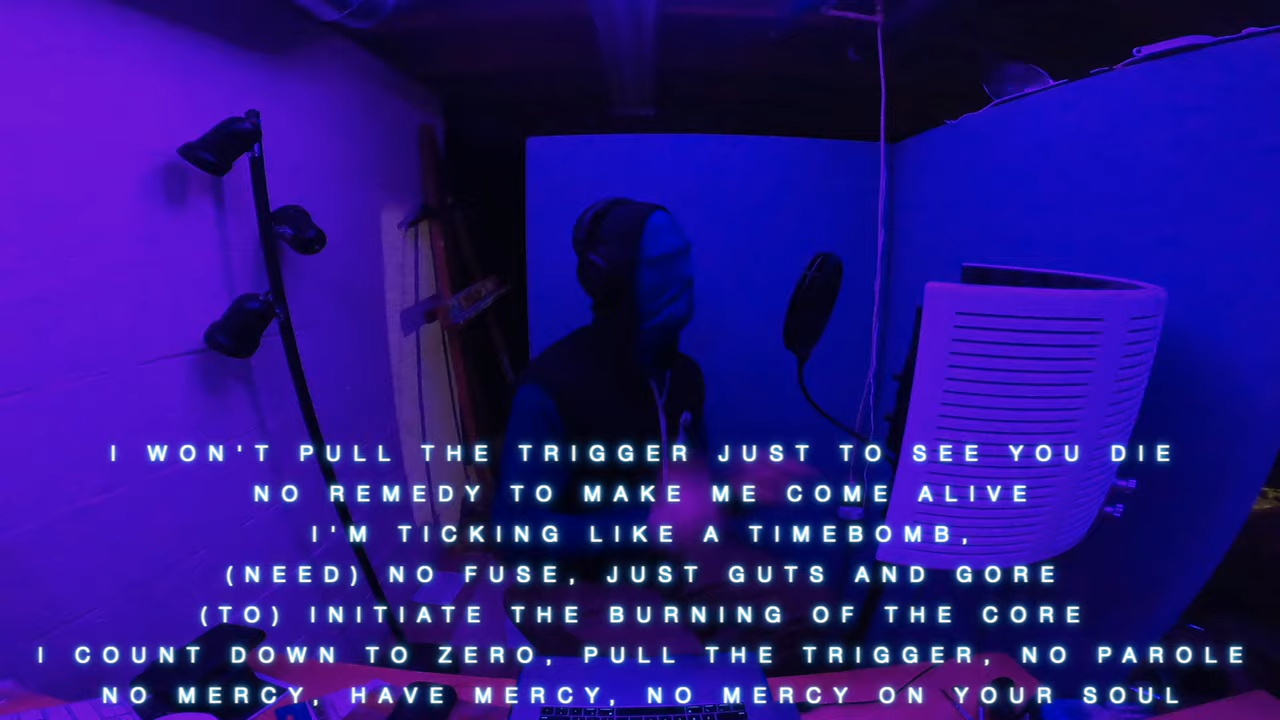 I WON'T PULL THE TRIGGER JUST TO SEE YOU DIE
NO REMEDY TO MAKE ME COME ALIVE
I'M TICKING LIKE A TIMEBOMB,
(NEED) NO FUSE, JUST GUTS AND GORE
(TO) INITIATE THE BURNING OF THE CORE
I COUNT DOWN TO ZERO, PULL THE TRIGGER, NO PAROLE
NO MERCY, HAVE MERCY, NO MERCY ON YOUR SOUL